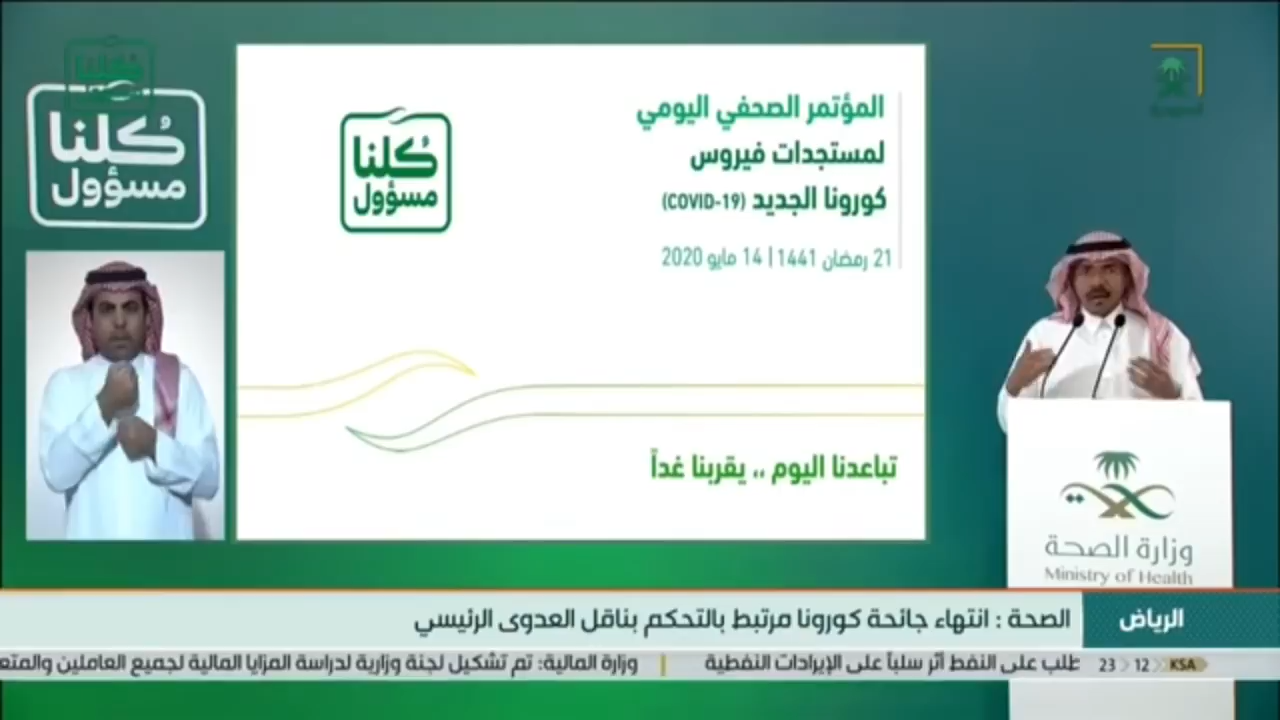 كلنا
مسؤول
المؤتمر الصحفي اليومي
لمستجدات فيروس
كورونا الجديد (COVID-19)
21 رمضان 1441 | 14 مايو 2020
كُلنا
مسؤول
تباعدنا اليوم .. يقربنا غداً
كُلنا
مسؤول
وزارة الصحة
Ministry of Health
الرياض
الصحة : انتهاء جائحة كورونا مرتبط بالتحكم بناقل العدوى الرئيسي
KSA 12 23 طلب على النفط أثر سلباً على الإيرادات النفطية | وزارة المالية: تم تشكيل لجنة وزارية لدراسة المزايا المالية لجميع العاملين والمتع